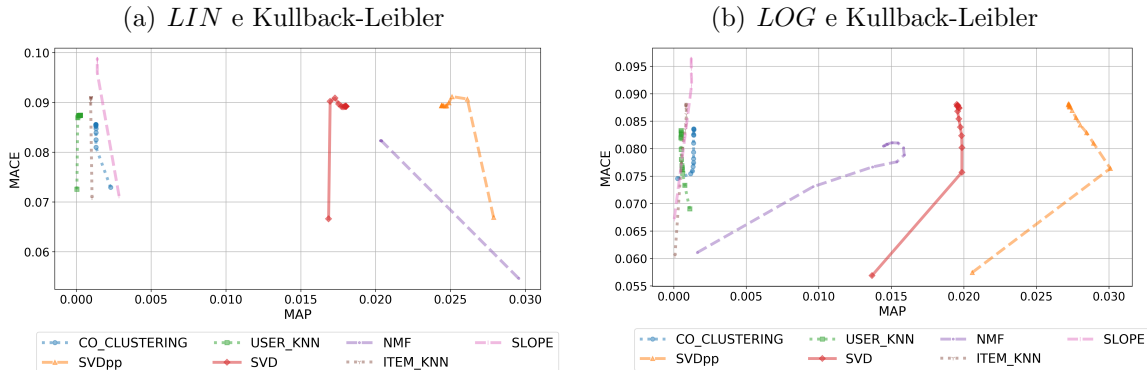 (a) LIN e Kullback-Leibler
0.10
0.09
0.08
0.07
0.06
MACE
0.000 0.005 0.010 0.015 0.020 0.025 0.030
MAP
CO_CLUSTERING USER_KNN NMF SLOPE
SVDpp SVD ITEM_KNN
(b) LOG e Kullback-Leibler
0.095
0.090
0.085
0.080
0.075
0.070
0.065
0.060
0.055
MACE
0.000 0.005 0.010 0.015 0.020 0.025 0.030
MAP
CO_CLUSTERING USER_KNN NMF SLOPE
SVDpp SVD ITEM_KNN